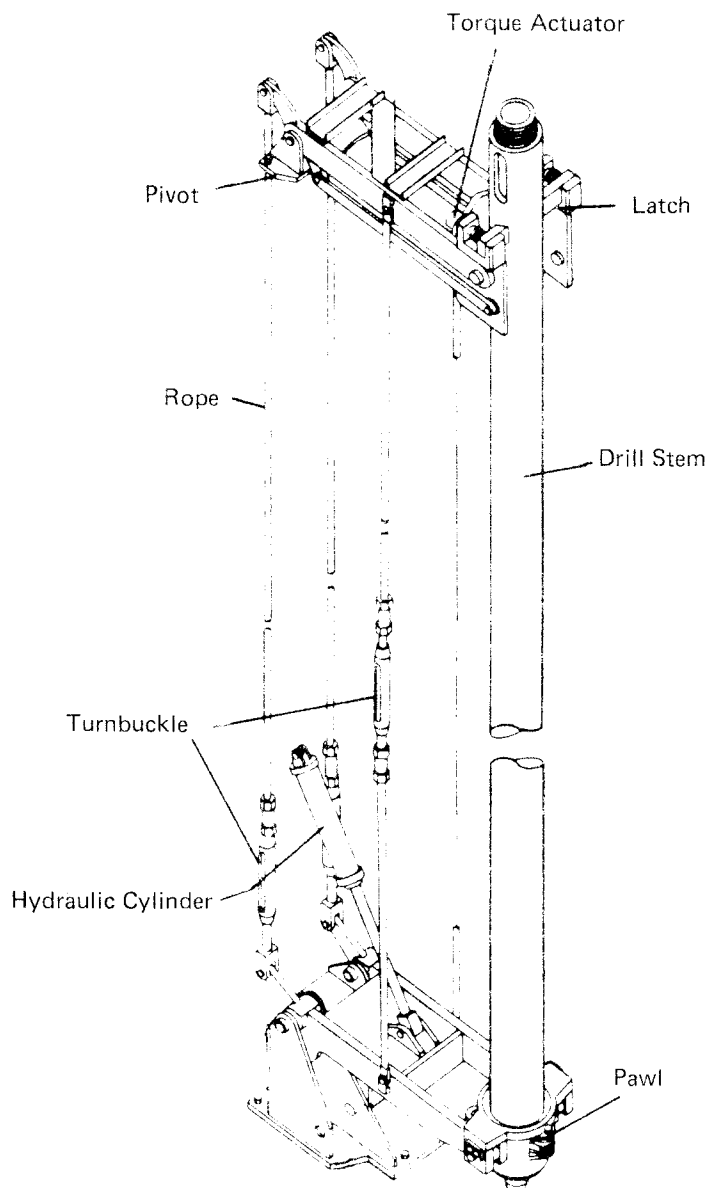 Torque Actuator
Pivot
Latch
Rope
Drill Stem
Turnbuckle
Hydraulic Cylinder
Pawl